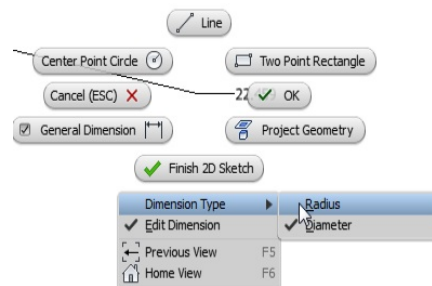 Line
Center Point Circle
Two Point Rectangle
Cancel (ESC)
OK
General Dimension
Project Geometry
Finish 2D Sketch
Dimension Type
Radius
Edit Dimension
Diameter
Previous View F5
Home View F6